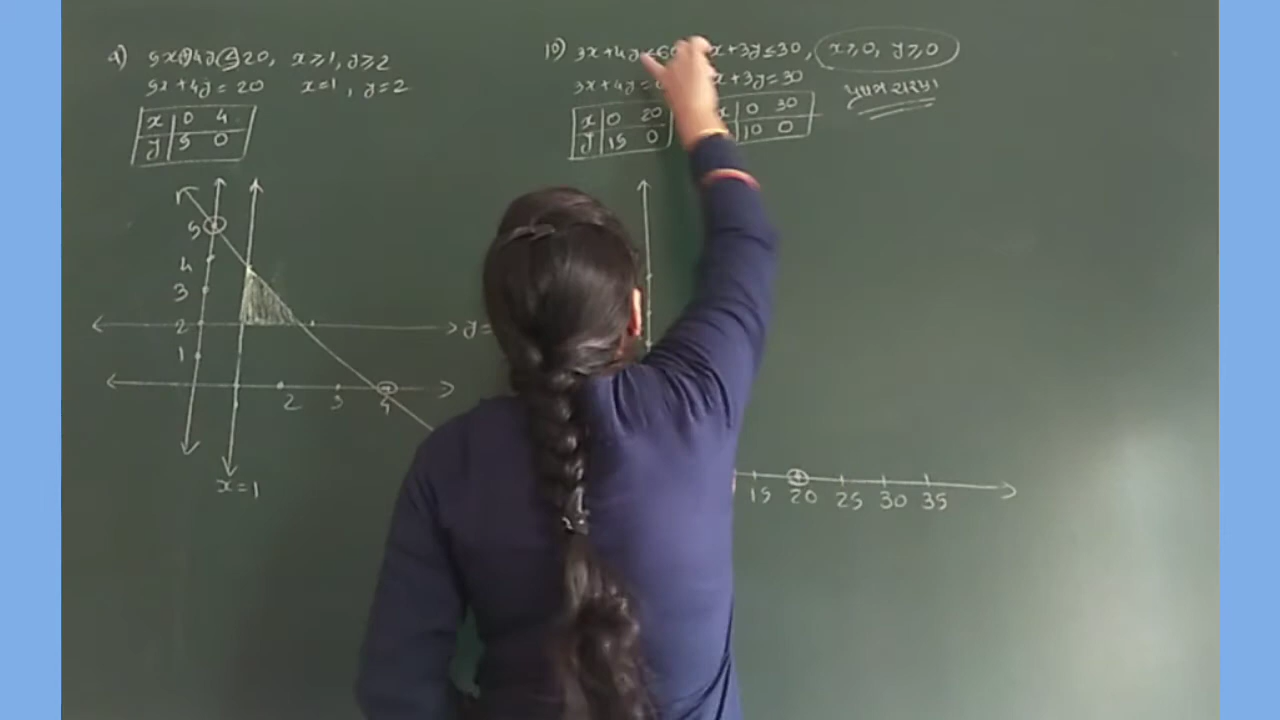 9) 5x+4y≤20, x≥1, y≥2
5x+4y=20 x=1, y=2
x 0 4
y 5 0
5
4
3
2
1
2 3 4
x=1
10) 3x+4y≤60 x+3y≤30, x≥0, y≥0
3x+4y= x+3y=30
પ્રથમ ચરણ
x 0 20
y 15 0
0 30
10 0
15 20 25 30 35